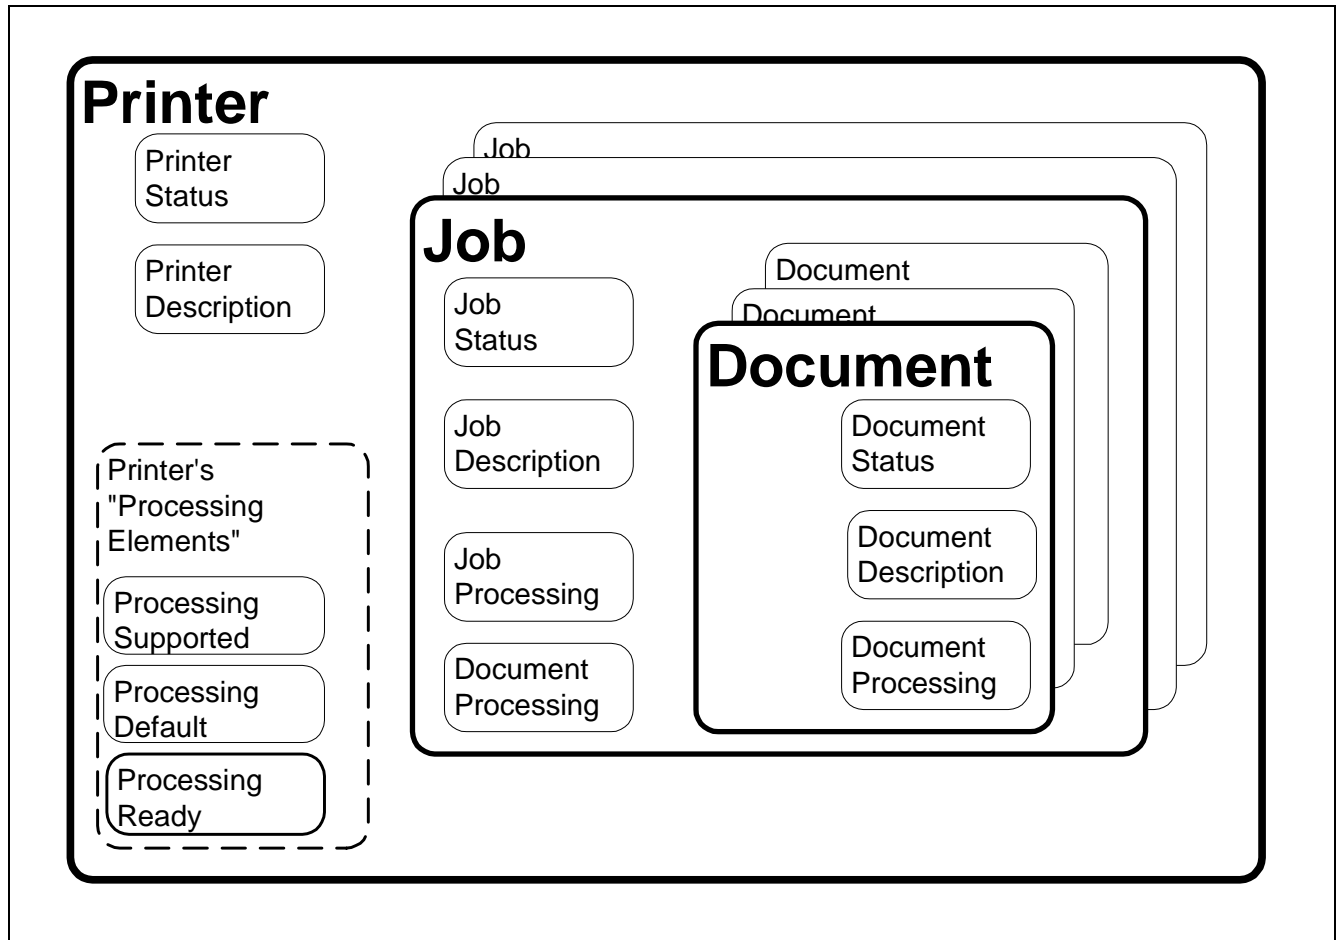 Printer
Printer
Status
Printer
Description
Printer's
"Processing
Elements"
Processing
Supported
Processing
Default
Processing
Ready
Job
Job
Job
Job
Status
Job
Description
Job
Processing
Document
Processing
Document
Document
Document
Document
Status
Document
Description
Document
Processing